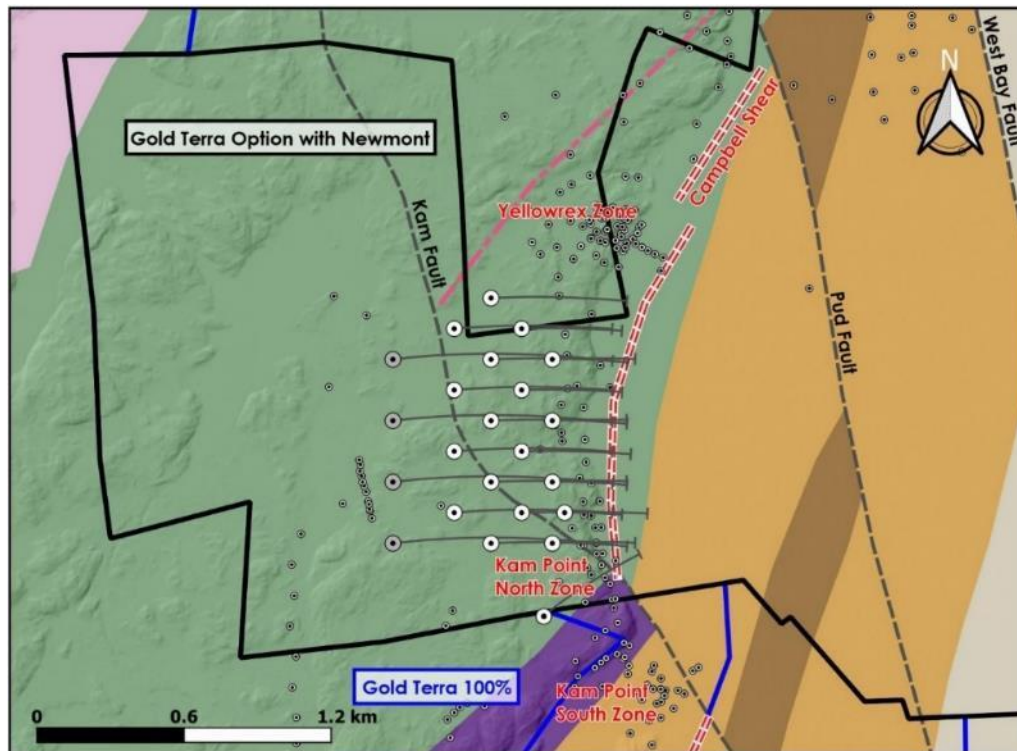 West Bay Fault
N
Gold Terra Option with Newmont
Campbell Shear
Yellowrex Zone
Kam Fault
Pud Fault
Kam Point
North Zone
Gold Terra 100%
Kam Point
South Zone
0 0.6 1.2 km